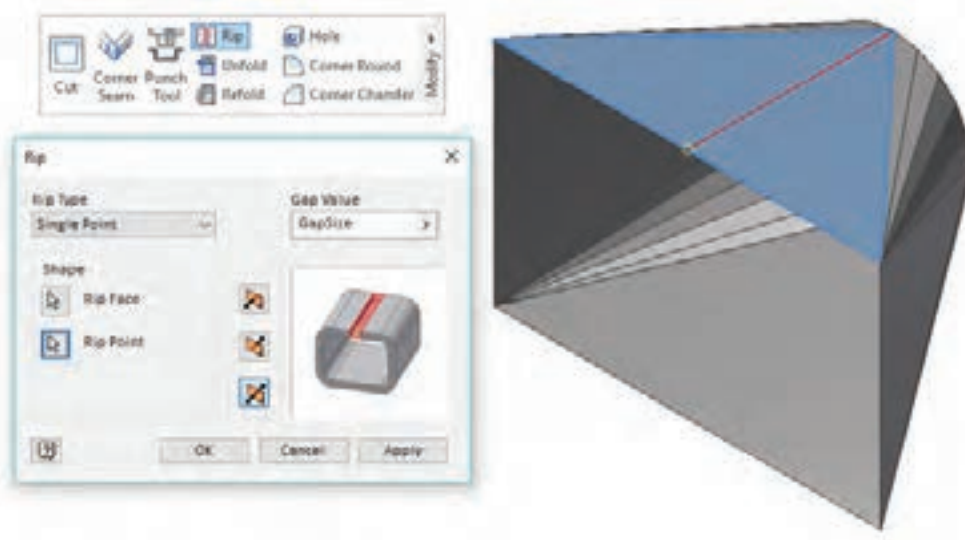 Cut
Corner
Seam
Punch
Tool
Rip
Unfold
Refold
Hole
Corner Round
Corner Chamfer
Modify
Rip
Rip Type
Single Point
Gap Value
GapSize
Shape
Rip Face
Rip Point
OK
Cancel
Apply